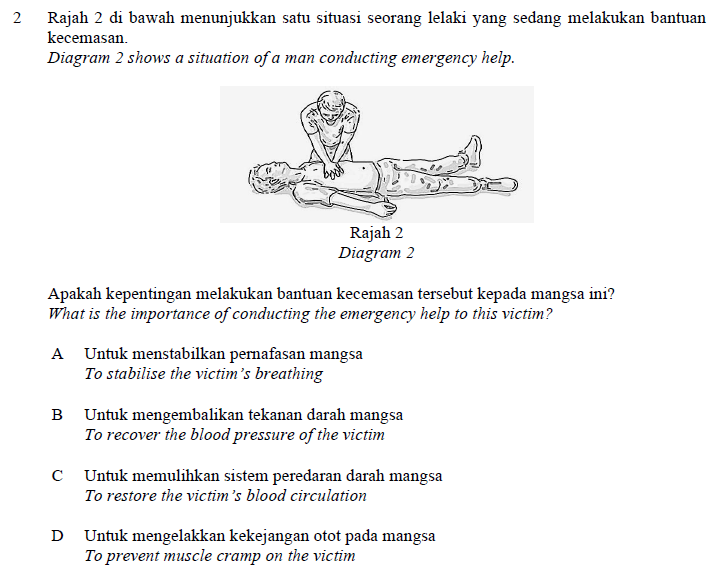 2 Rajah 2 di bawah menunjukkan satu situasi seorang lelaki yang sedang melakukan bantuan
kecemasan.
Diagram 2 shows a situation of a man conducting emergency help.
Rajah 2
Diagram 2
Apakah kepentingan melakukan bantuan kecemasan tersebut kepada mangsa ini?
What is the importance of conducting the emergency help to this victim?
A Untuk menstabilkan pernafasan mangsa
To stabilise the victim's breathing
B Untuk mengembalikan tekanan darah mangsa
To recover the blood pressure of the victim
C Untuk memulihkan sistem peredaran darah mangsa
To restore the victim's blood circulation
D Untuk mengelakkan kekejangan otot pada mangsa
To prevent muscle cramp on the victim